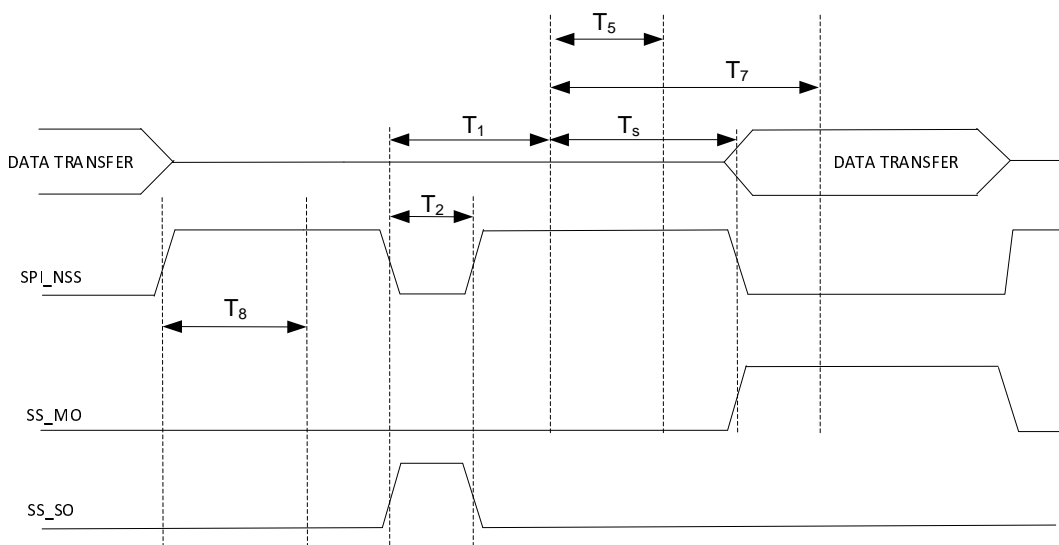 T5
T7
T1
Ts
DATA TRANSFER
DATA TRANSFER
T2
SPI_NSS
T8
SS_MO
SS_SO